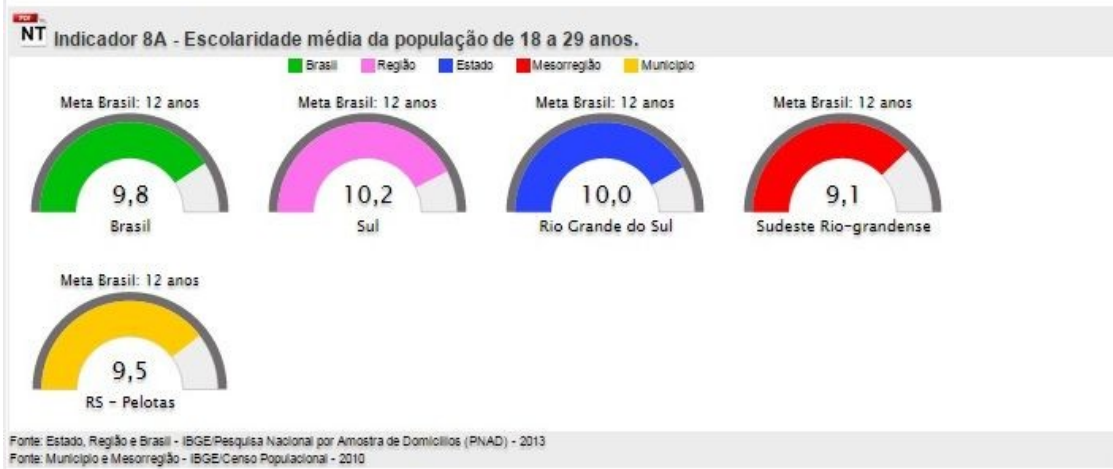 PDF
NT Indicador 8A - Escolaridade média da população de 18 a 29 anos.
Brasil Região Estado Mesorregião Município
Meta Brasil: 12 anos Meta Brasil: 12 anos Meta Brasil: 12 anos Meta Brasil: 12 anos
9,8 10,2 10,0 9,1
Brasil Sul Rio Grande do Sul Sudeste Rio-grandense
Meta Brasil: 12 anos
9,5
RS - Pelotas
Fonte: Estado, Região e Brasil - IBGE/Pesquisa Nacional por Amostra de Domicílios (PNAD) - 2013
Fonte: Município e Mesorregião - IBGE/Censo Populacional - 2010